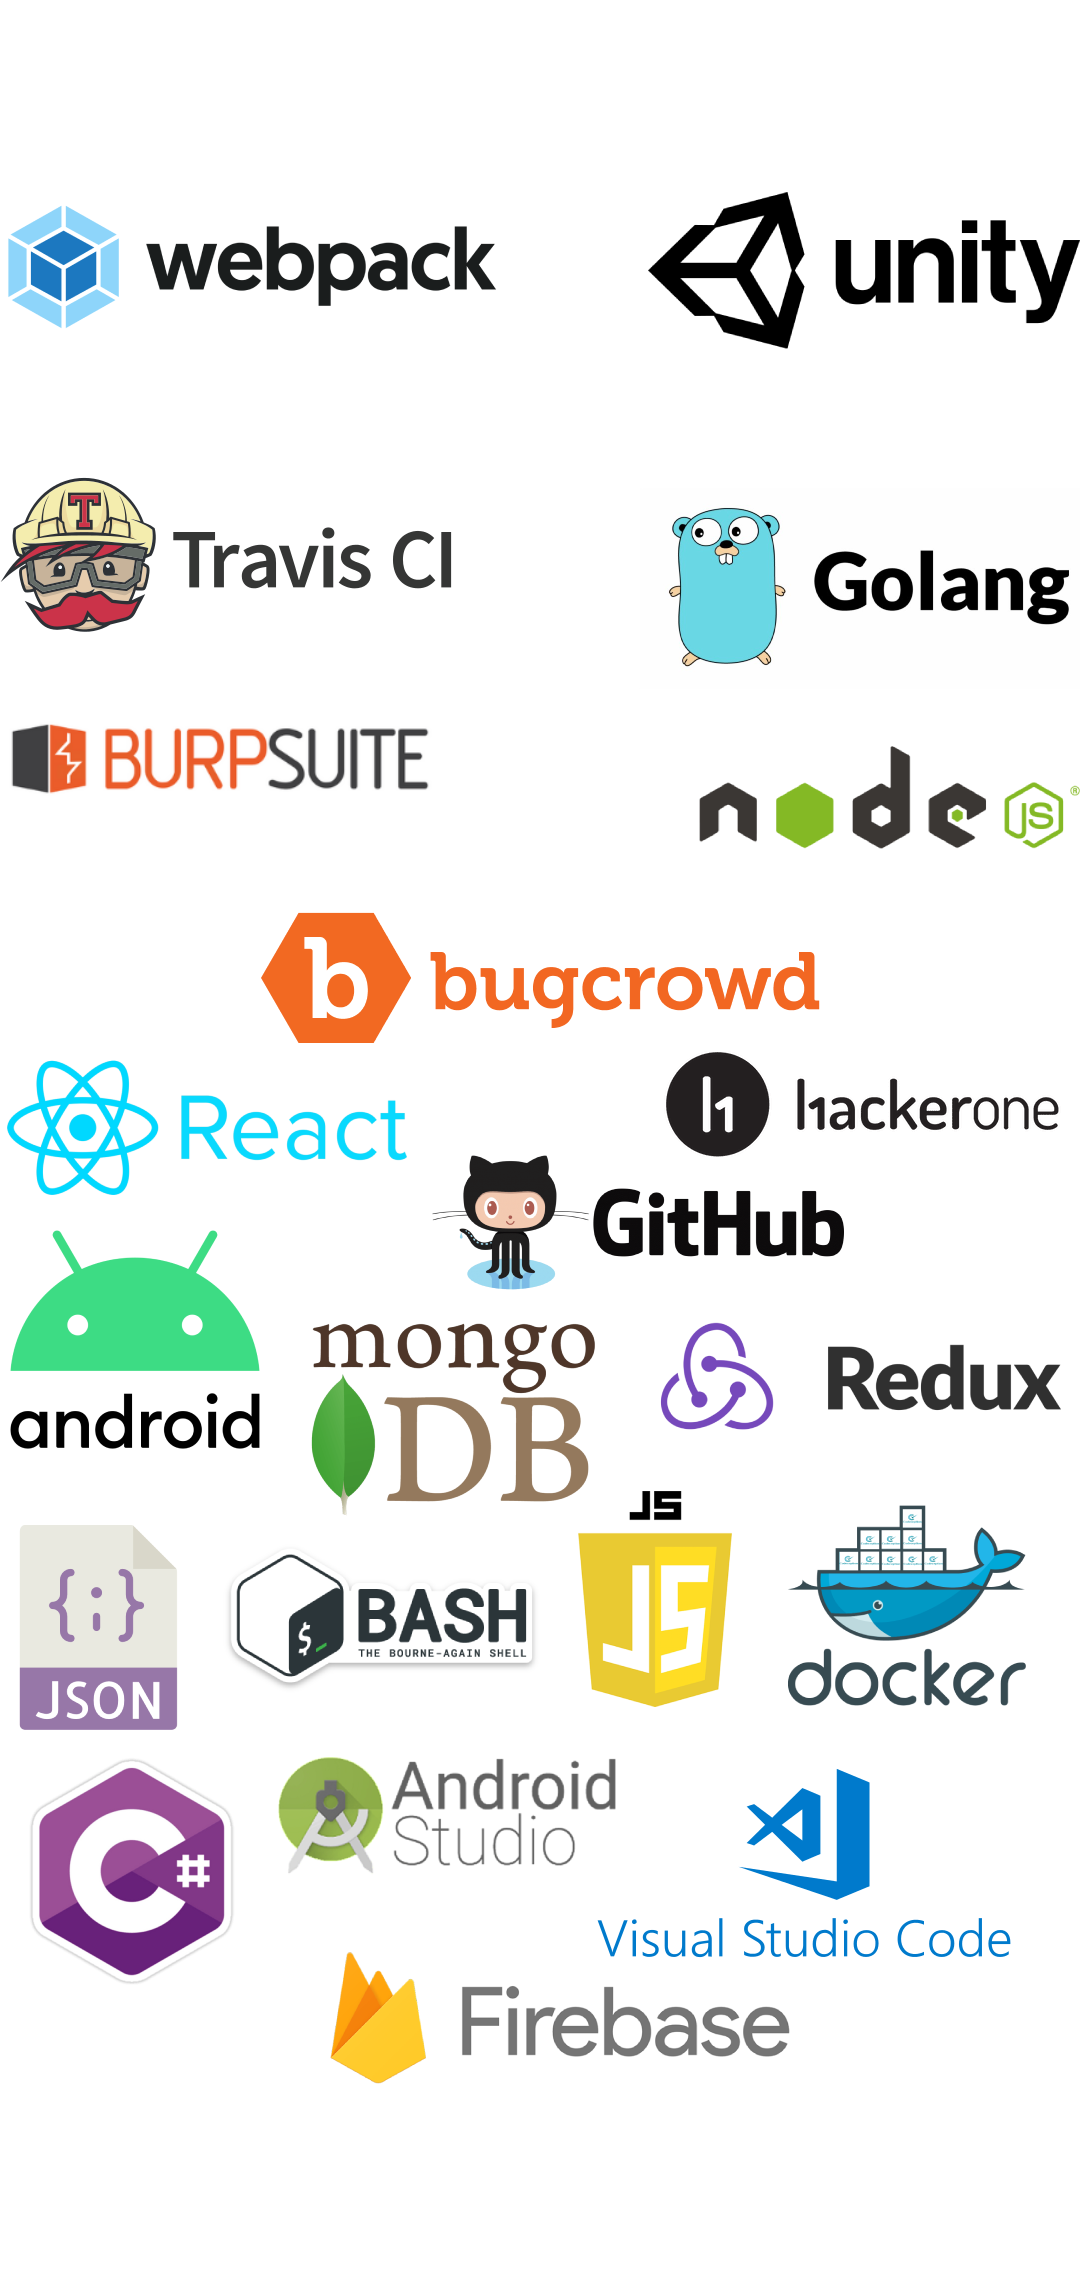 webpack
unity
T
Travis CI
Golang
BURPSUITE
node JS ®
b bugcrowd
React
h1 hackerone
GitHub
android
mongo
DB
Redux
JS
JS
{;}
JSON
$_ BASH
THE BOURNE-AGAIN SHELL
docker
C#
Android
Studio
Visual Studio Code
Firebase